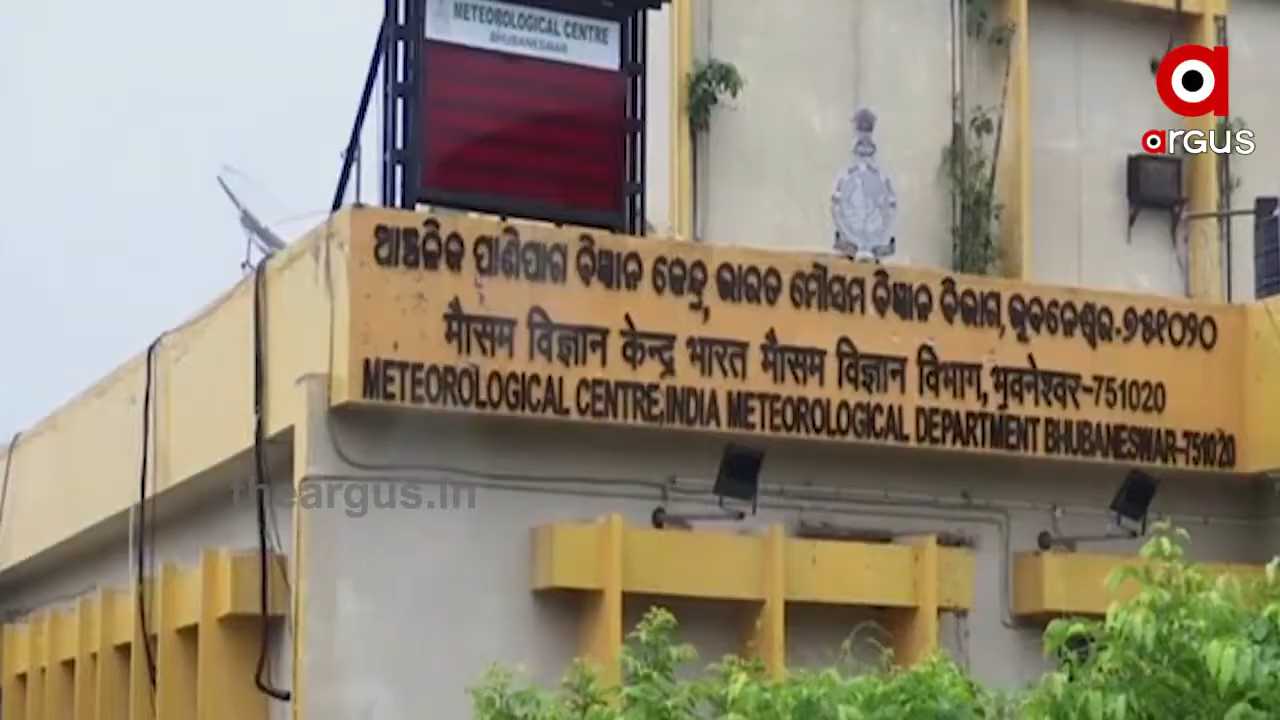 METEOROLOGICAL CENTRE
BHUBANESWAR
argus
ଆଞ୍ଚଳିକ ପାଣିପାଗ ବିଜ୍ଞାନ କେନ୍ଦ୍ର, ଭାରତ ମୌସମ ବିଜ୍ଞାନ ବିଭାଗ, ଭୁବନେଶ୍ୱର-୭୫୧୦୨୦
मौसम विज्ञान केन्द्र भारत मौसम विज्ञान विभाग, भुवनेश्वर-751020
METEOROLOGICAL CENTRE, INDIA METEOROLOGICAL DEPARTMENT BHUBANESWAR-751020
theargus.in